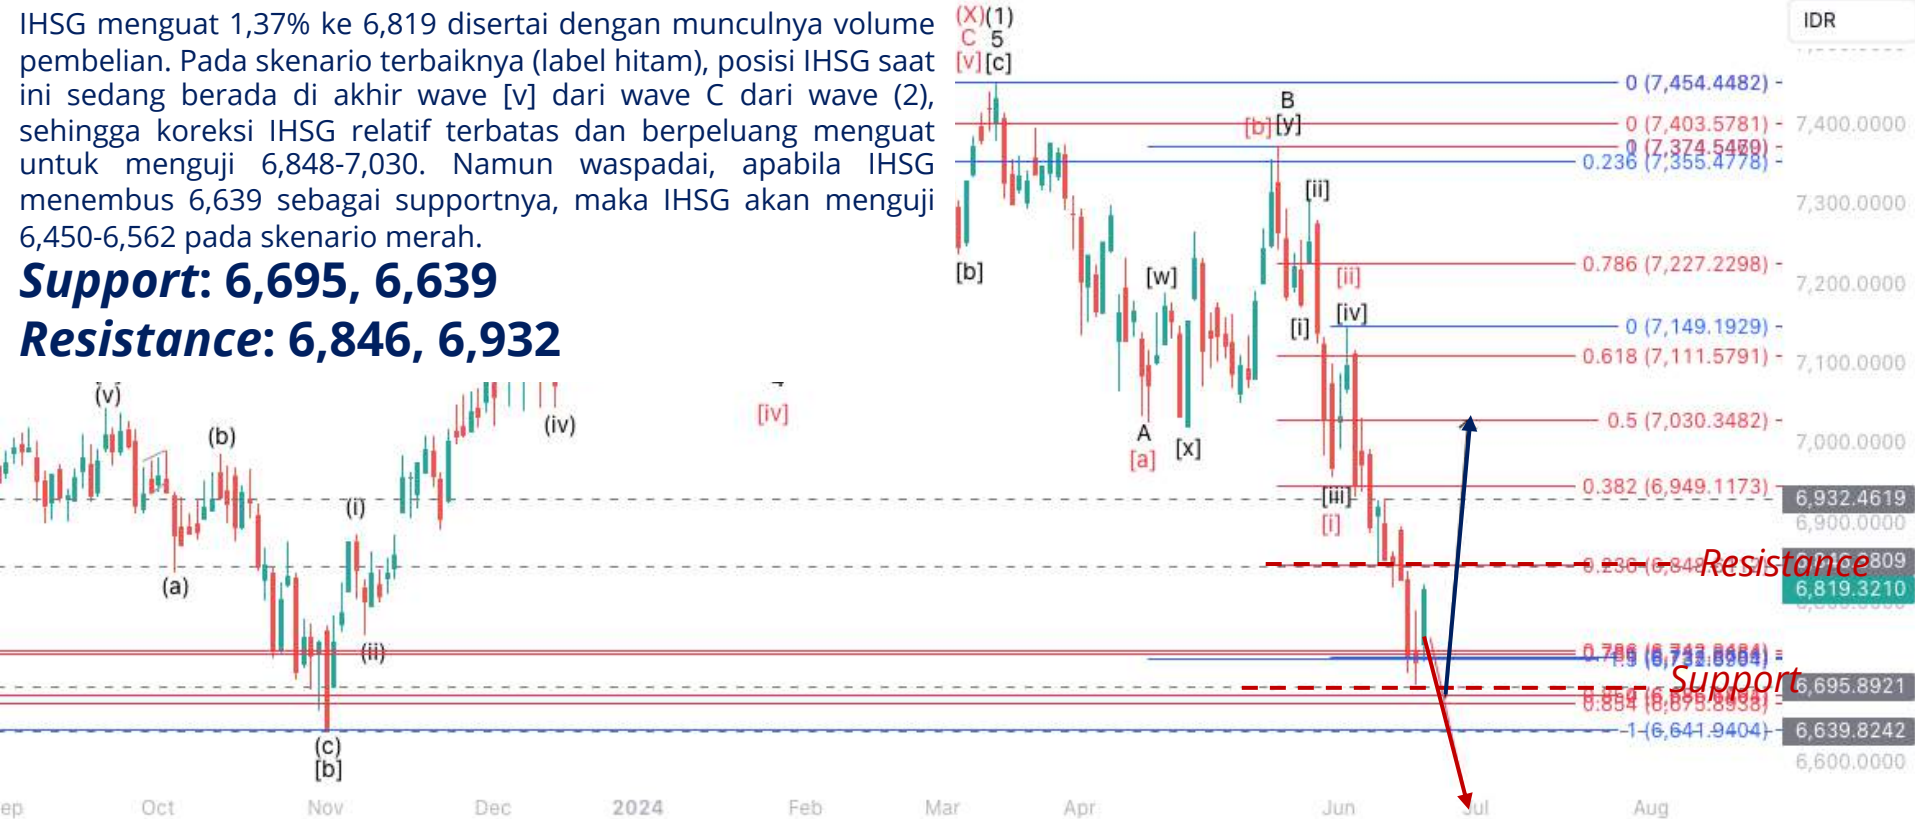 IHSG menguat 1,37% ke 6,819 disertai dengan munculnya volume
pembelian. Pada skenario terbaiknya (label hitam), posisi IHSG saat
ini sedang berada di akhir wave [v] dari wave C dari wave (2),
sehingga koreksi IHSG relatif terbatas dan berpeluang menguat
untuk menguji 6,848-7,030. Namun waspadai, apabila IHSG
menembus 6,639 sebagai supportnya, maka IHSG akan menguji
6,450-6,562 pada skenario merah.
Support: 6,695, 6,639
Resistance: 6,846, 6,932
(X)(1)
C 5
[v][c]
[b]
B
[b][y]
[ii]
[w]
[ii]
[i]
[iv]
A
[a]
[x]
[iii]
[i]
(v)
(b)
(a)
(i)
(ii)
(c)
[b]
(iv)
[iv]
IDR
0 (7,454.4482)
0 (7,403.5781)
0.236 (7,355.4778)
0.786 (7,227.2298)
0 (7,149.1929)
0.618 (7,111.5791)
0.5 (7,030.3482)
0.382 (6,949.1173)
Resistance
Support
1 (6,641.9404)
7,400.0000
7,300.0000
7,200.0000
7,100.0000
7,000.0000
6,932.4619
6,900.0000
6,819.3210
6,695.8921
6,639.8242
6,600.0000
Oct
Nov
Dec
2024
Feb
Mar
Apr
Jun
Aug